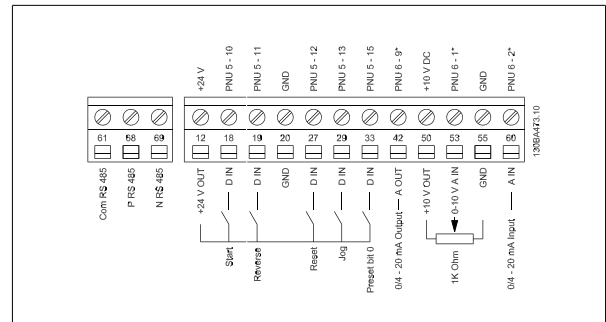 +24 V
PNU 5 - 10
PNU 5 - 11
GND
PNU 5 - 12
PNU 5 - 13
PNU 5 - 15
PNU 6 - 9*
+10 V DC
PNU 6 - 1*
GND
PNU 6 - 2*
61 68 69
12 18 19 20 27 29 33 42 50 53 55 60
Com RS 485
P RS 485
N RS 485
+24 V OUT
D IN
D IN
GND
D IN
D IN
D IN
A OUT
+10 V OUT
0-10 V A IN
GND
A IN
Start
Reverse
Reset
Jog
Preset bit 0
0/4 - 20 mA Output
1K Ohm
0/4 - 20 mA Input
130BA473.10